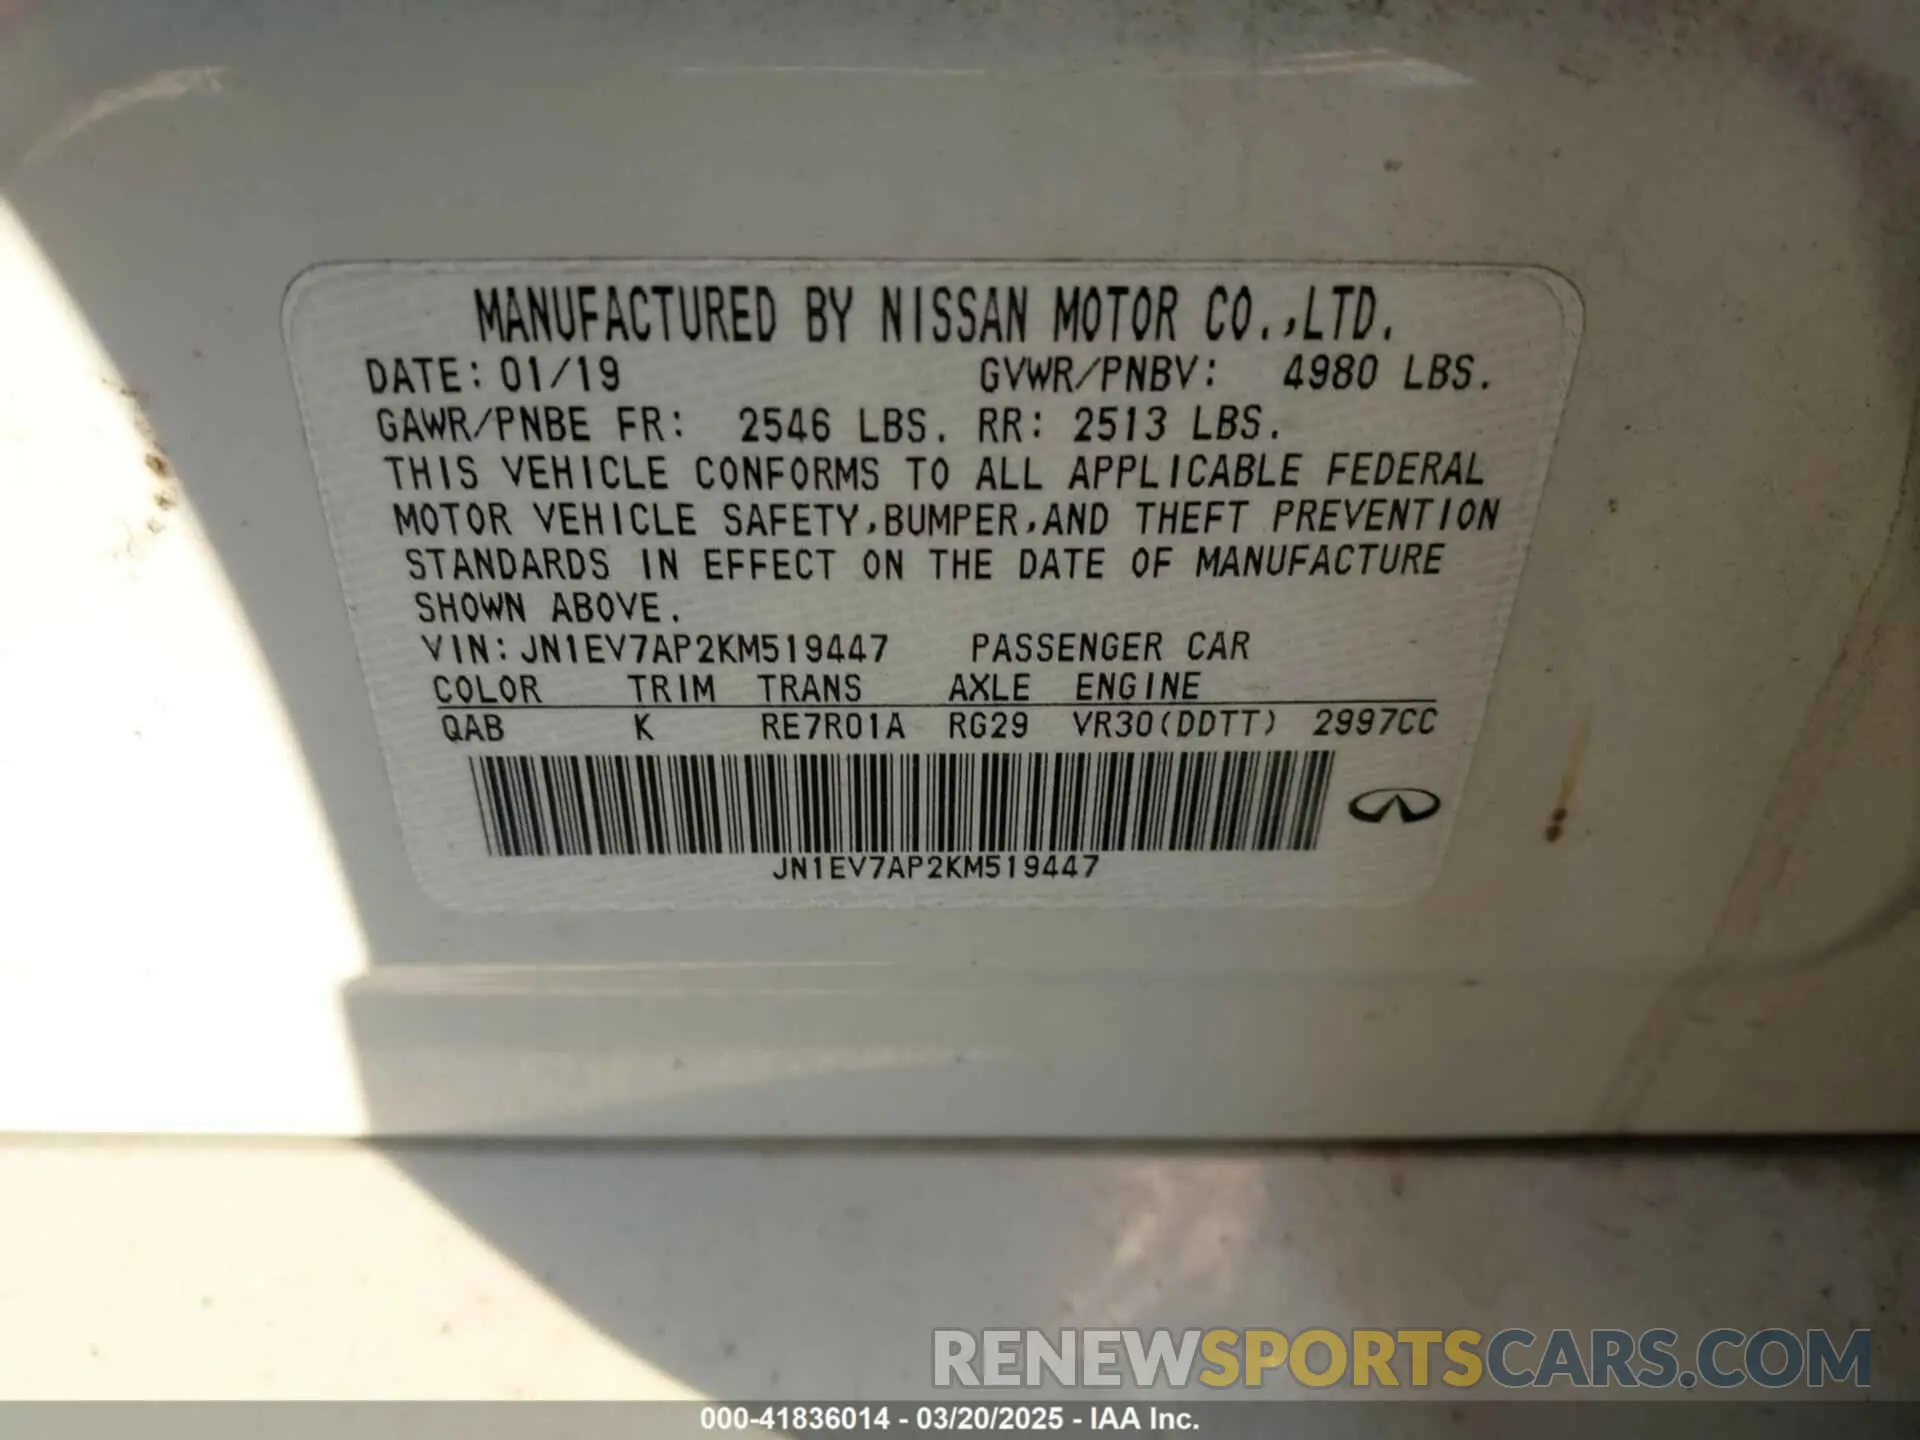 MANUFACTURED BY NISSAN MOTOR CO.,LTD.
DATE: 01/19 GVWR/PNBV: 4980 LBS.
GAWR/PNBE FR: 2546 LBS. RR: 2513 LBS.
THIS VEHICLE CONFORMS TO ALL APPLICABLE FEDERAL
MOTOR VEHICLE SAFETY,BUMPER,AND THEFT PREVENTION
STANDARDS IN EFFECT ON THE DATE OF MANUFACTURE
SHOWN ABOVE.
VIN: JN1EV7AP2KM519447 PASSENGER CAR
COLOR TRIM TRANS AXLE ENGINE
QAB K RE7R01A RG29 VR30(DDTT) 2997CC
JN1EV7AP2KM519447
RENEWSPORTSCARS.COM
000-41836014 - 03/20/2025 - IAA Inc.